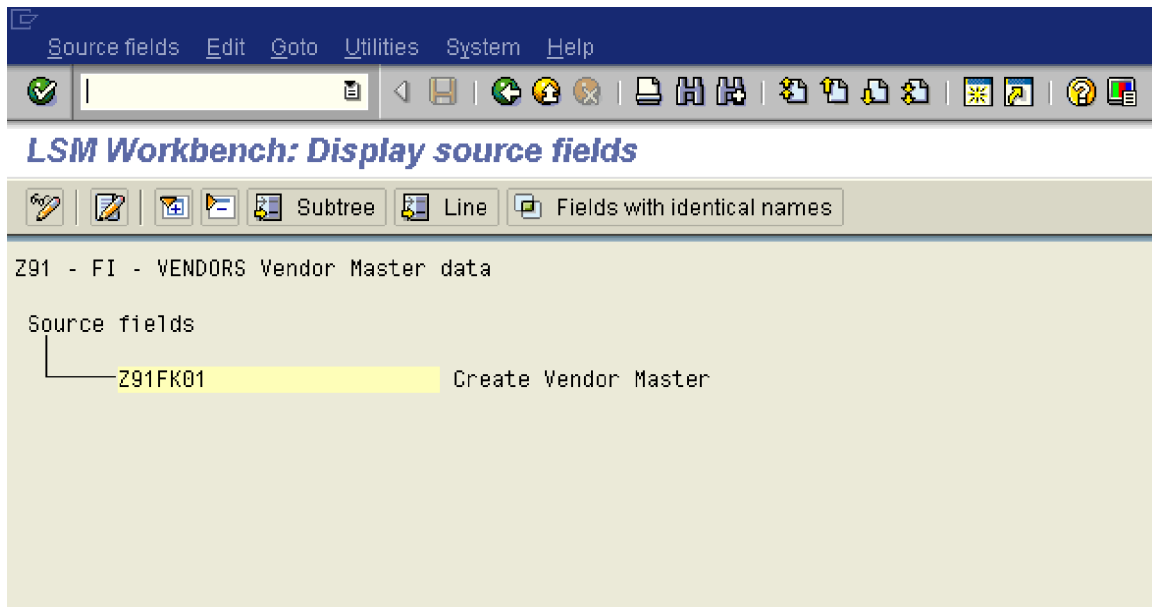 Source fields Edit Goto Utilities System Help
LSM Workbench: Display source fields
Subtree Line Fields with identical names
Z91 - FI - VENDORS Vendor Master data
Source fields
Z91FK01 Create Vendor Master